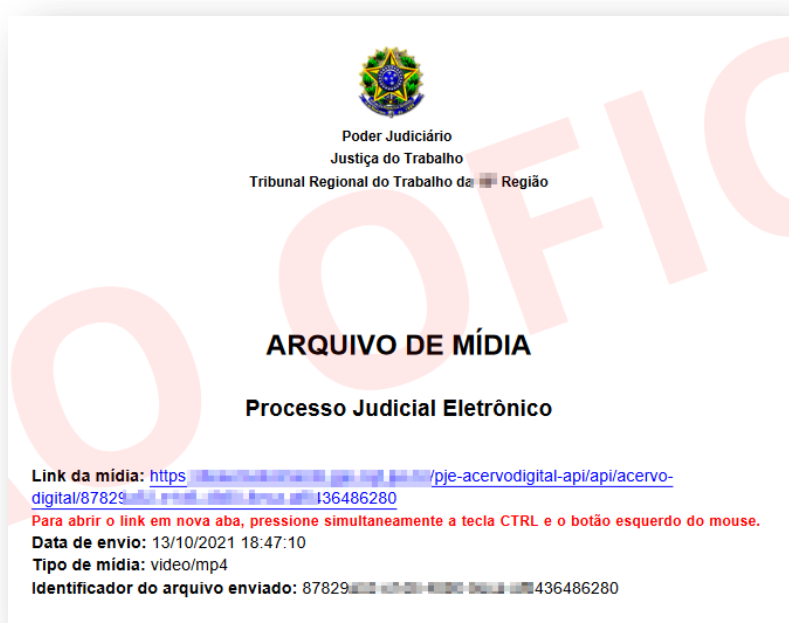 Poder Judiciário
Justiça do Trabalho
Tribunal Regional do Trabalho da Região
ARQUIVO DE MÍDIA
Processo Judicial Eletrônico
Link da mídia: https /pje-acervodigital-api/api/acervo-
digital/87829 436486280
Para abrir o link em nova aba, pressione simultaneamente a tecla CTRL e o botão esquerdo do mouse.
Data de envio: 13/10/2021 18:47:10
Tipo de mídia: video/mp4
Identificador do arquivo enviado: 87829 436486280
O OFIC